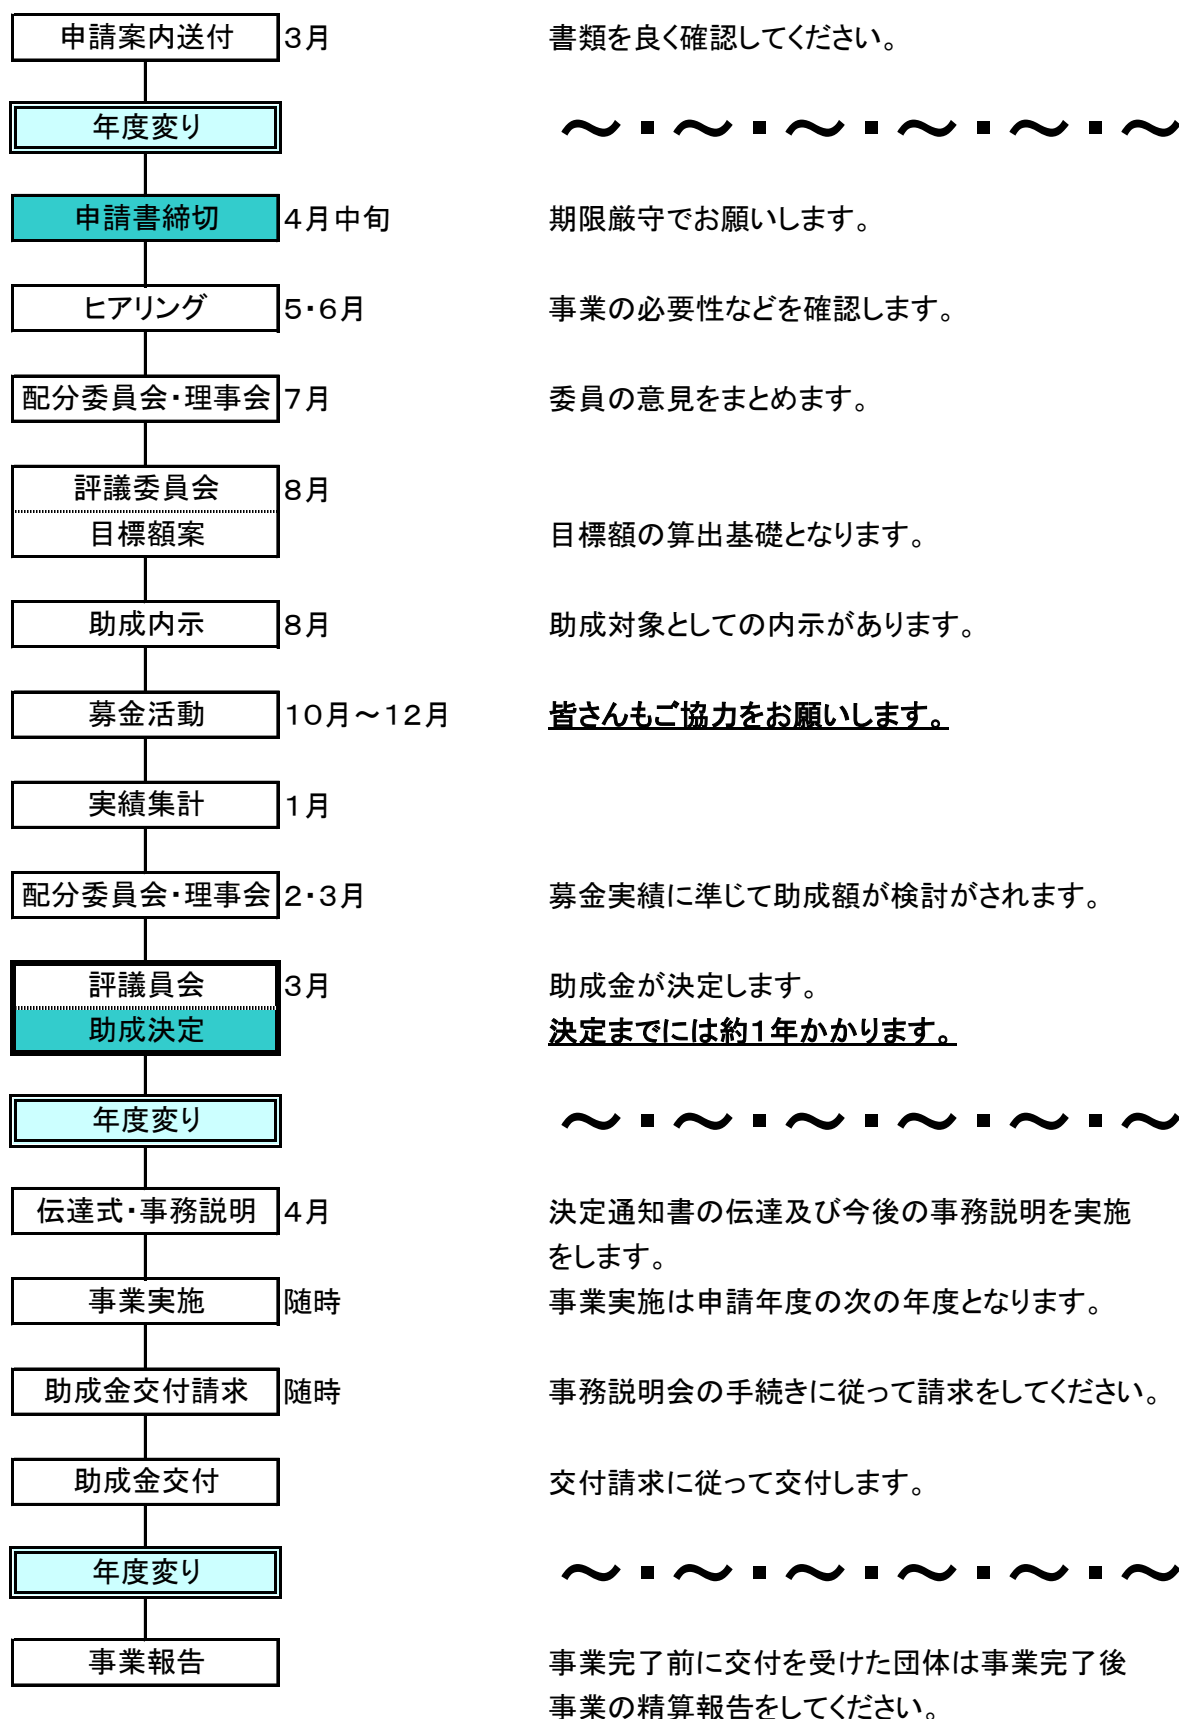 申請案内送付 3月 書類を良く確認してください。
年度変り ～・～・～・～・～・～
申請書締切 4月中旬 期限厳守でお願いします。
ヒアリング 5・6月 事業の必要性などを確認します。
配分委員会・理事会 7月 委員の意見をまとめます。
評議委員会 8月
目標額案 目標額の算出基礎となります。
助成内示 8月 助成対象としての内示があります。
募金活動 10月～12月 皆さんもご協力をお願いします。
実績集計 1月
配分委員会・理事会 2・3月 募金実績に準じて助成額が検討がされます。
評議員会 3月 助成金が決定します。
助成決定 決定までには約1年かかります。
年度変り ～・～・～・～・～・～
伝達式・事務説明 4月 決定通知書の伝達及び今後の事務説明を実施
をします。
事業実施 随時 事業実施は申請年度の次の年度となります。
助成金交付請求 随時 事務説明会の手続きに従って請求をしてください。
助成金交付 交付請求に従って交付します。
年度変り ～・～・～・～・～・～
事業報告 事業完了前に交付を受けた団体は事業完了後
事業の精算報告をしてください。